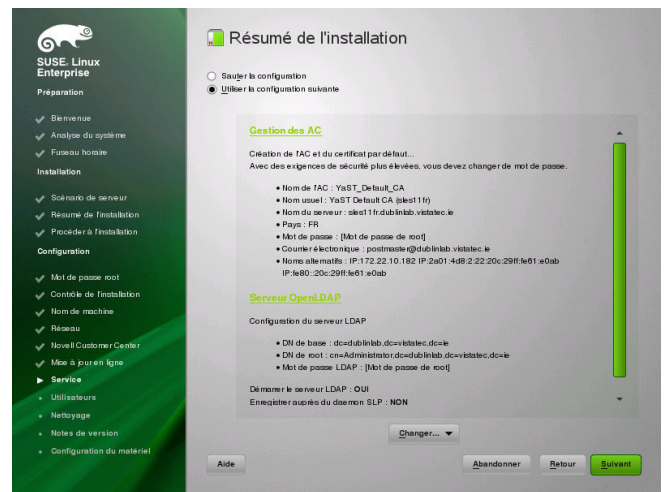 SUSE. Linux
Enterprise
Préparation
Bienvenue
Analyse du système
Fuseau horaire
Installation
Scénario de serveur
Résumé de l'installation
Procéder à l'installation
Configuration
Mot de passe root
Contrôle de l'installation
Nom de machine
Réseau
Novell Customer Center
Mise à jour en ligne
Service
Utilisateurs
Nettoyage
Notes de version
Configuration du matériel
Résumé de l'installation
Sauter la configuration
Utiliser la configuration suivante
Gestion des AC
Création de l'AC et du certificat par défaut...
Avec des exigences de sécurité plus élevées, vous devez changer de mot de passe.
• Nom de l'AC : YaST_Default_CA
• Nom usuel : YaST Default CA (sles11fr)
• Nom du serveur : sles11fr.dublinlab.vistatec.ie
• Pays : FR
• Mot de passe : [Mot de passe de root]
• Courrier électronique : postmaster@dublinlab.vistatec.ie
• Noms alternatifs : IP:172.22.10.182 IP:2a01:4d8:2:22:20c:29ff:fe61:e0ab
IP:fe80::20c:29ff:fe61:e0ab
Serveur OpenLDAP
Configuration du serveur LDAP
• DN de base : dc=dublinlab,dc=vistatec,dc=ie
• DN de root : cn=Administrator,dc=dublinlab,dc=vistatec,dc=ie
• Mot de passe LDAP : [Mot de passe de root]
Démarrer le serveur LDAP : OUI
Enregistrer auprès du daemon SLP : NON
Changer...
Aide
Abandonner
Retour
Suivant